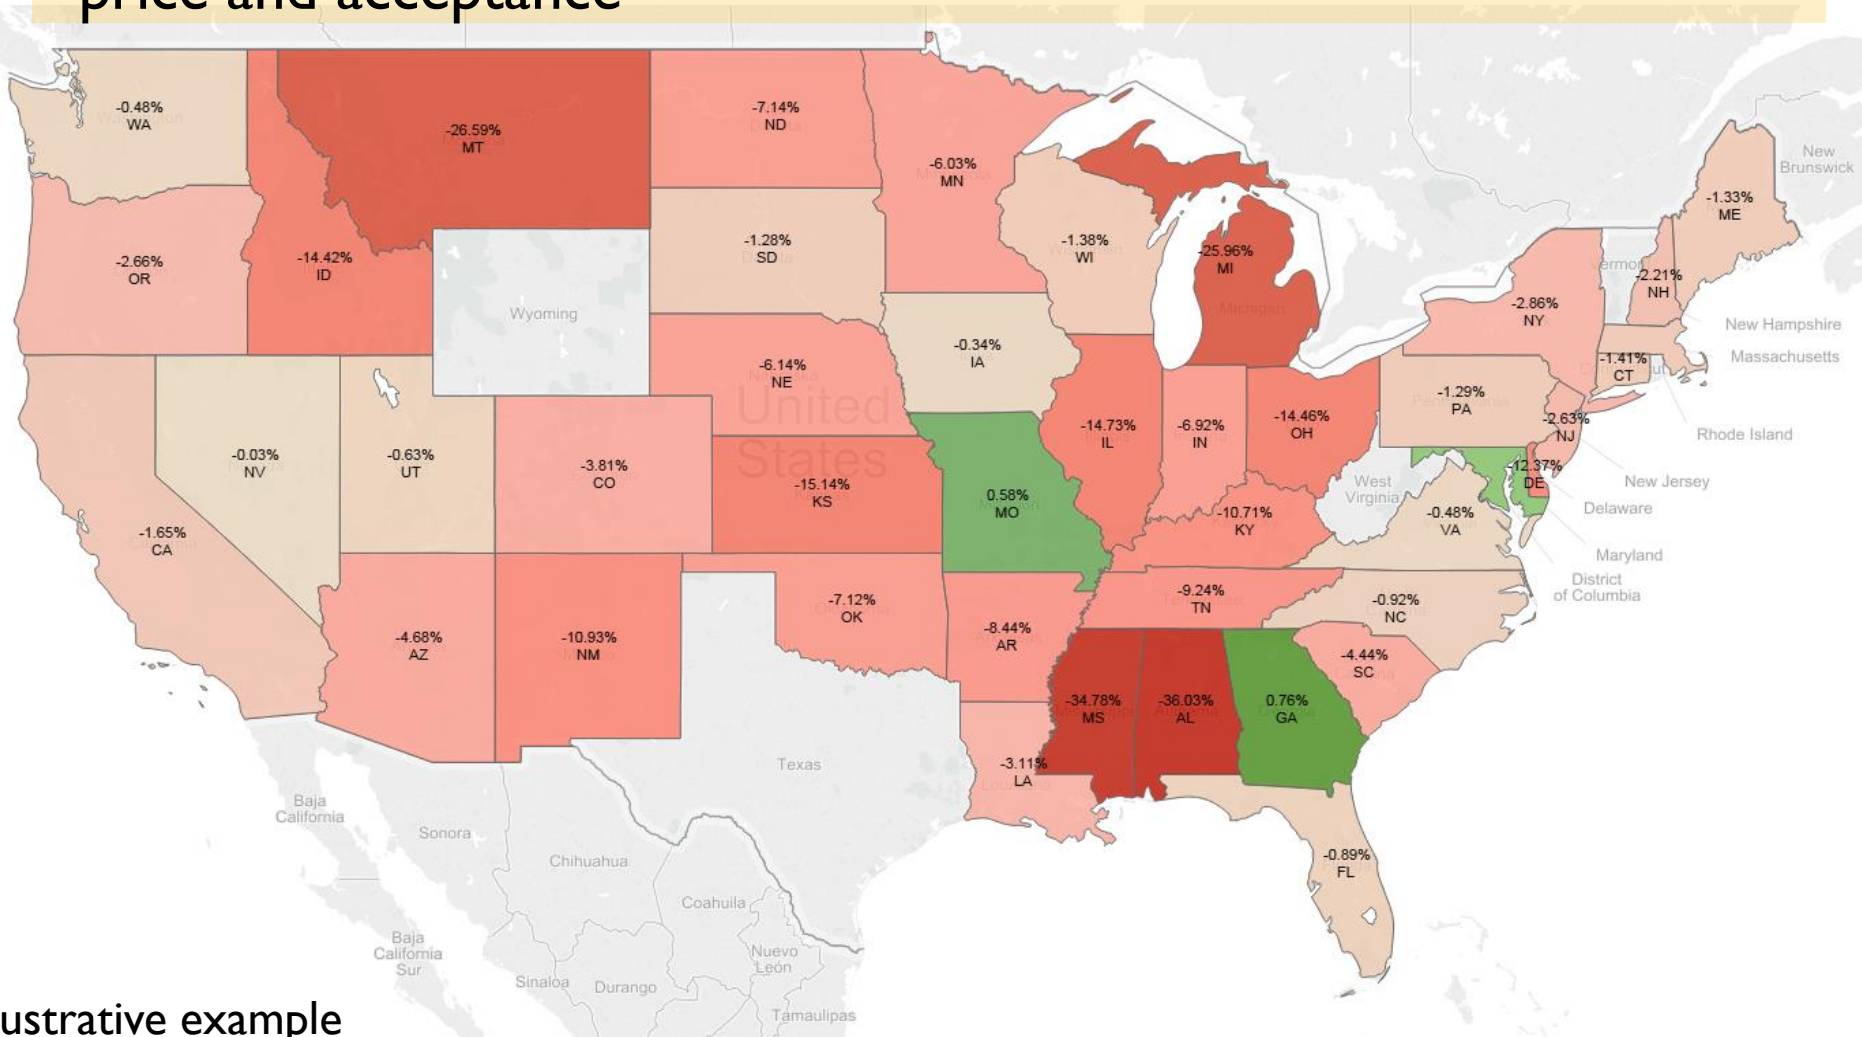 price and acceptance
-0.48%
WA
-26.59%
MT
-7.14%
ND
-6.03%
MN
New
Brunswick
-1.33%
ME
-2.66%
OR
-14.42%
ID
-1.28%
SD
-1.38%
WI
-25.96%
MI
Michigan
Vermont
-2.21%
NH
-2.86%
NY
Wyoming
New Hampshire
Massachusetts
-0.34%
IA
-6.14%
NE
-1.41%
CT
-1.29%
PA
United
States
-14.73%
IL
-6.92%
IN
-14.46%
OH
-2.63%
NJ
Rhode Island
-0.03%
NV
-0.63%
UT
-3.81%
CO
-15.14%
KS
0.58%
MO
-12.37%
DE
New Jersey
West
Virginia
-10.71%
KY
-0.48%
VA
Delaware
-1.65%
CA
Maryland
District
of Columbia
-9.24%
TN
-0.92%
NC
-7.12%
OK
-8.44%
AR
-4.68%
AZ
-10.93%
NM
-4.44%
SC
-34.78%
MS
-36.03%
AL
0.76%
GA
Texas
-3.11%
LA
Baja
California
Sonora
Chihuahua
-0.89%
FL
Coahuila
Baja
California
Sur
Nuevo
León
Sinaloa
Durango
Tamaulipas
ustrative example